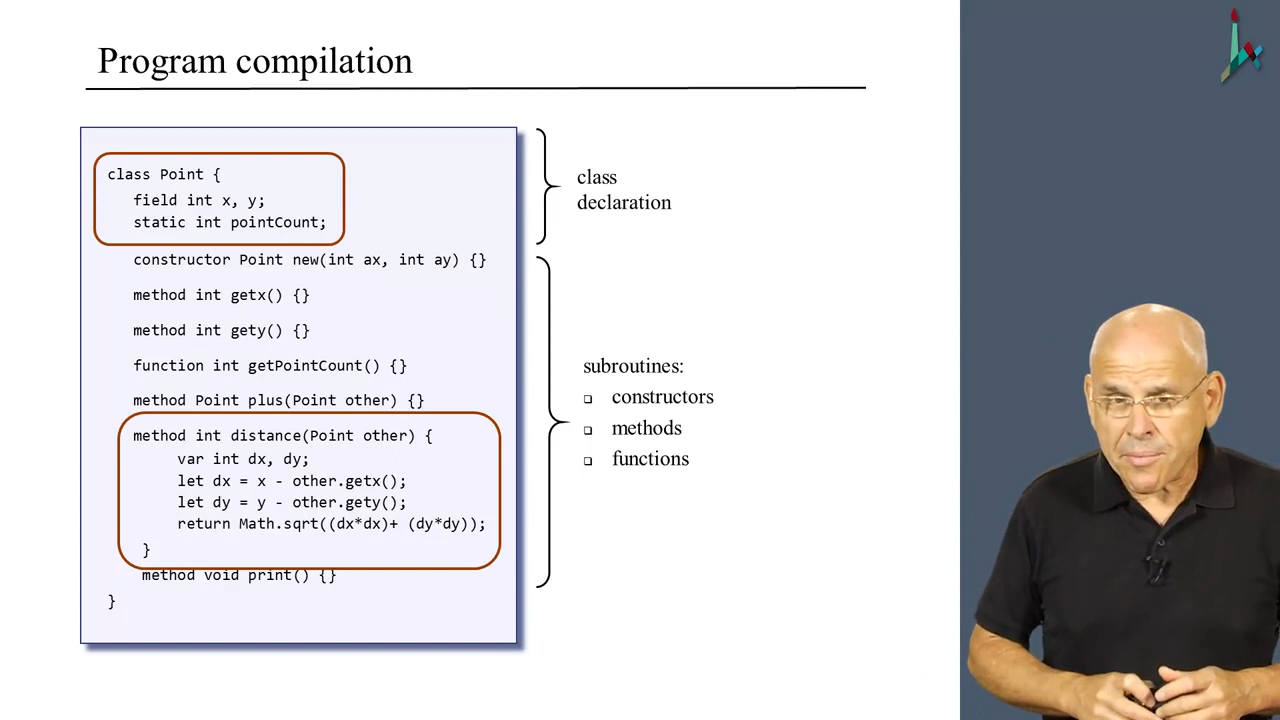 Program compilation
class Point {
field int x, y;
static int pointCount;
constructor Point new(int ax, int ay) {}
method int getx() {}
method int gety() {}
function int getPointCount() {}
method Point plus(Point other) {}
method int distance(Point other) {
var int dx, dy;
let dx = x - other.getx();
let dy = y - other.gety();
return Math.sqrt((dx*dx)+ (dy*dy));
}
method void print() {}
}
class
declaration
subroutines:
constructors
methods
functions